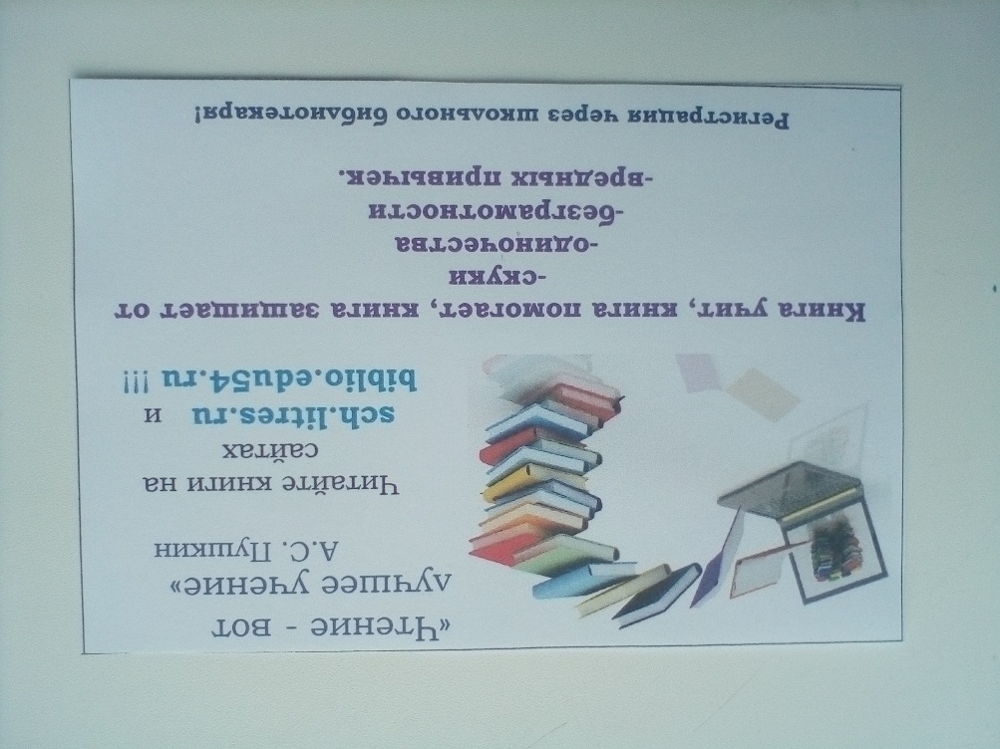 «Чтение - вот
лучшее учение»
А.С. Пушкин
Читайте книги на
сайтах
sch.litres.ru и
biblio.edu54.ru !!!
Книга учит, книга помогает, книга защищает от
-скуки
-одиночества
-безграмотности
-вредных привычек.
Регистрация через школьного библиотекаря!